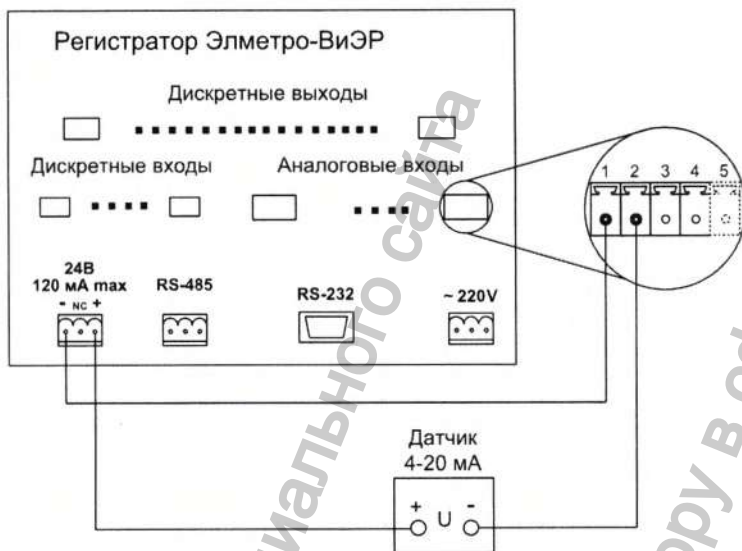 Регистратор Элметро-ВиЭР
Дискретные выходы
Дискретные входы
Аналоговые входы
1 2 3 4 5
24В
120 мА max
- NC +
RS-485
RS-232
~ 220V
Датчик
4-20 мА
+ U -
сайта